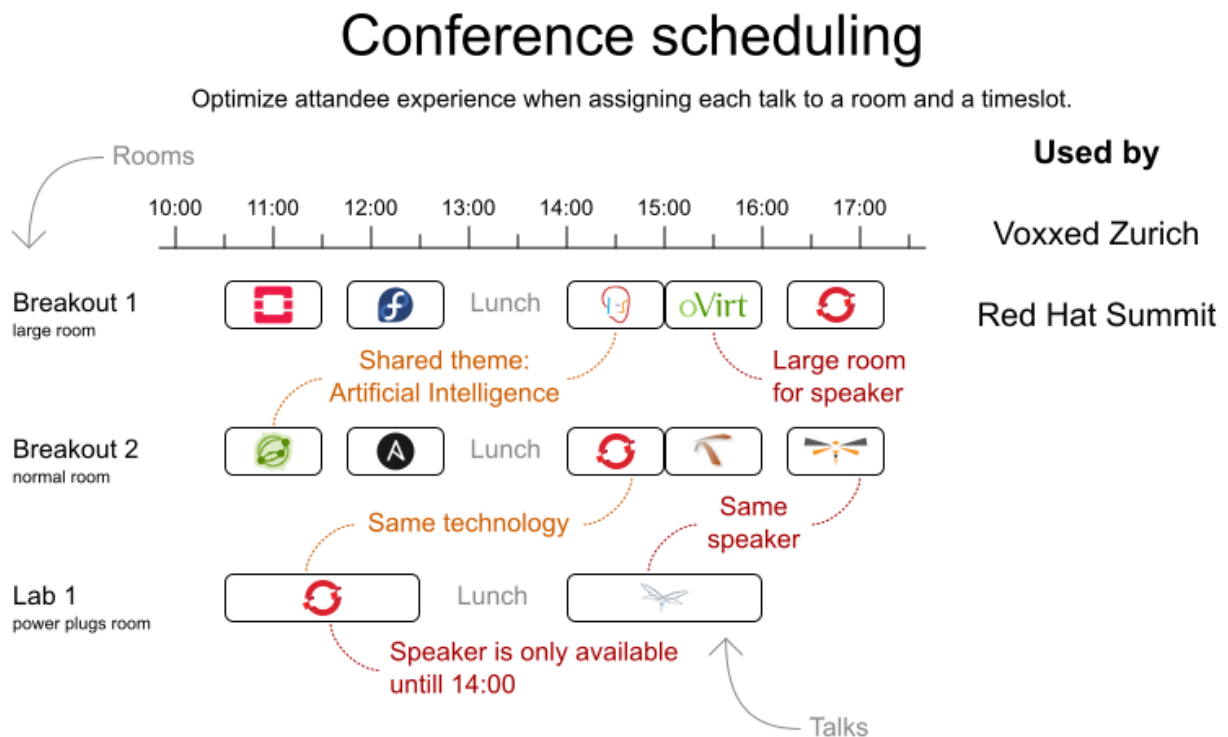 Conference scheduling
Optimize attandee experience when assigning each talk to a room and a timeslot.
Rooms
Used by
10:00 11:00 12:00 13:00 14:00 15:00 16:00 17:00
Voxxed Zurich
Red Hat Summit
Breakout 1
large room
Lunch
oVirt
Shared theme:
Artificial Intelligence
Large room
for speaker
Breakout 2
normal room
Lunch
Same technology
Same
speaker
Lab 1
power plugs room
Lunch
Speaker is only available
untill 14:00
Talks